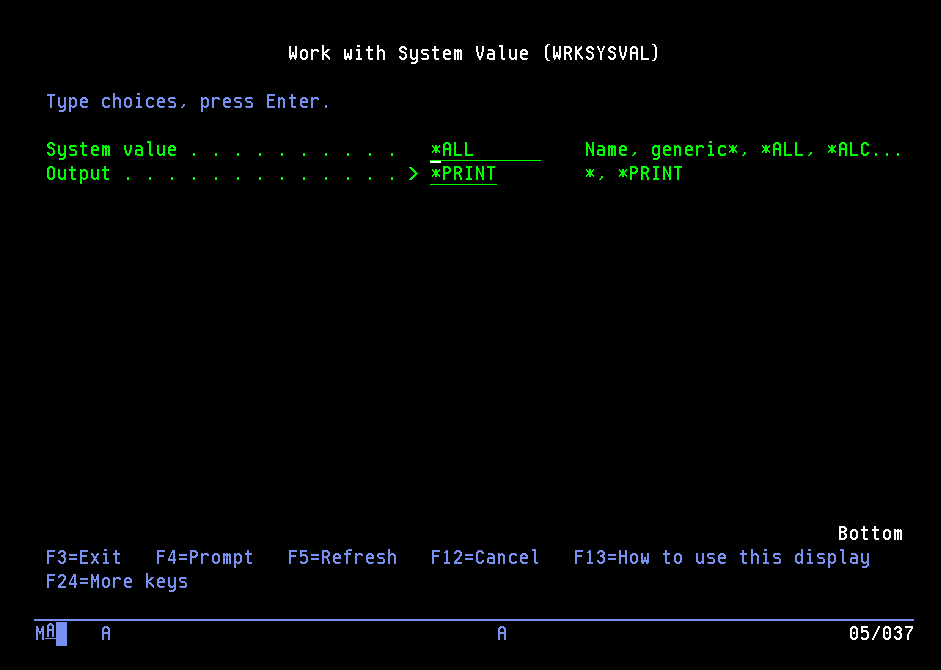 Work with System Value (WRKSYSVAL)
Type choices, press Enter.
System value . . . . . . . . . . *ALL Name, generic*, *ALL, *ALC...
Output . . . . . . . . . . . . . > *PRINT *, *PRINT
Bottom
F3=Exit F4=Prompt F5=Refresh F12=Cancel F13=How to use this display
F24=More keys
MA A A 05/037